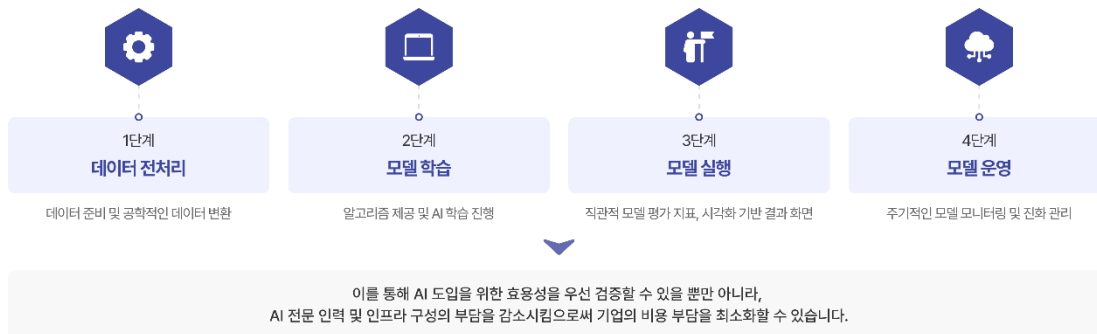 1단계
데이터 전처리
데이터 준비 및 공학적인 데이터 변환
2단계
모델 학습
알고리즘 제공 및 AI 학습 진행
3단계
모델 실행
직관적 모델 평가 지표, 시각화 기반 결과 화면
4단계
모델 운영
주기적인 모델 모니터링 및 진화 관리
이를 통해 AI 도입을 위한 효용성을 우선 검증할 수 있을 뿐만 아니라,
AI 전문 인력 및 인프라 구성의 부담을 감소시킴으로써 기업의 비용 부담을 최소화할 수 있습니다.